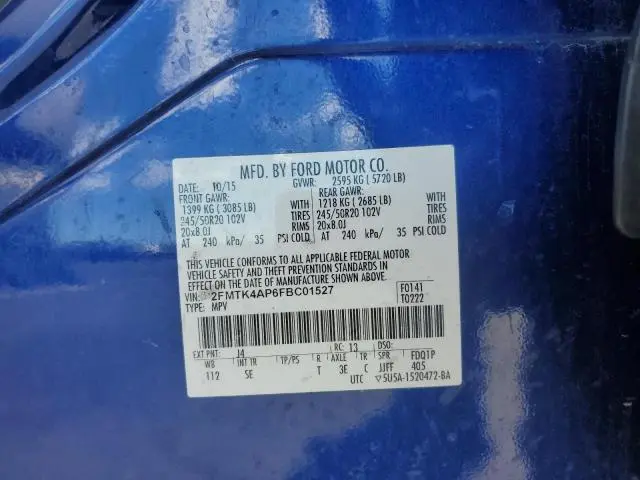 MFD. BY FORD MOTOR CO.
DATE: 10/15 GVWR: 2595 KG ( 5720 LB)
FRONT GAWR: REAR GAWR:
1399 KG ( 3085 LB) WITH 1218 KG ( 2685 LB) WITH
245/50R20 102V TIRES 245/50R20 102V TIRES
20x8.0J RIMS 20x8.0J RIMS
AT 240 kPa/ 35 PSI COLD AT 240 kPa/ 35 PSI COLD
THIS VEHICLE CONFORMS TO ALL APPLICABLE FEDERAL MOTOR
VEHICLE SAFETY AND THEFT PREVENTION STANDARDS IN
EFFECT ON THE DATE OF MANUFACTURE SHOWN ABOVE.
VIN: 2FMTK4AP6FBC01527 F0141
TYPE: MPV T0222
EXT PNT: J4 RC: 13 DSO:
WB INT TR TP/PS R AXLE TR SPR FDQ1P
112 SE T 3E C JJFF 405
UTC ▽5U5A-1520472-BA